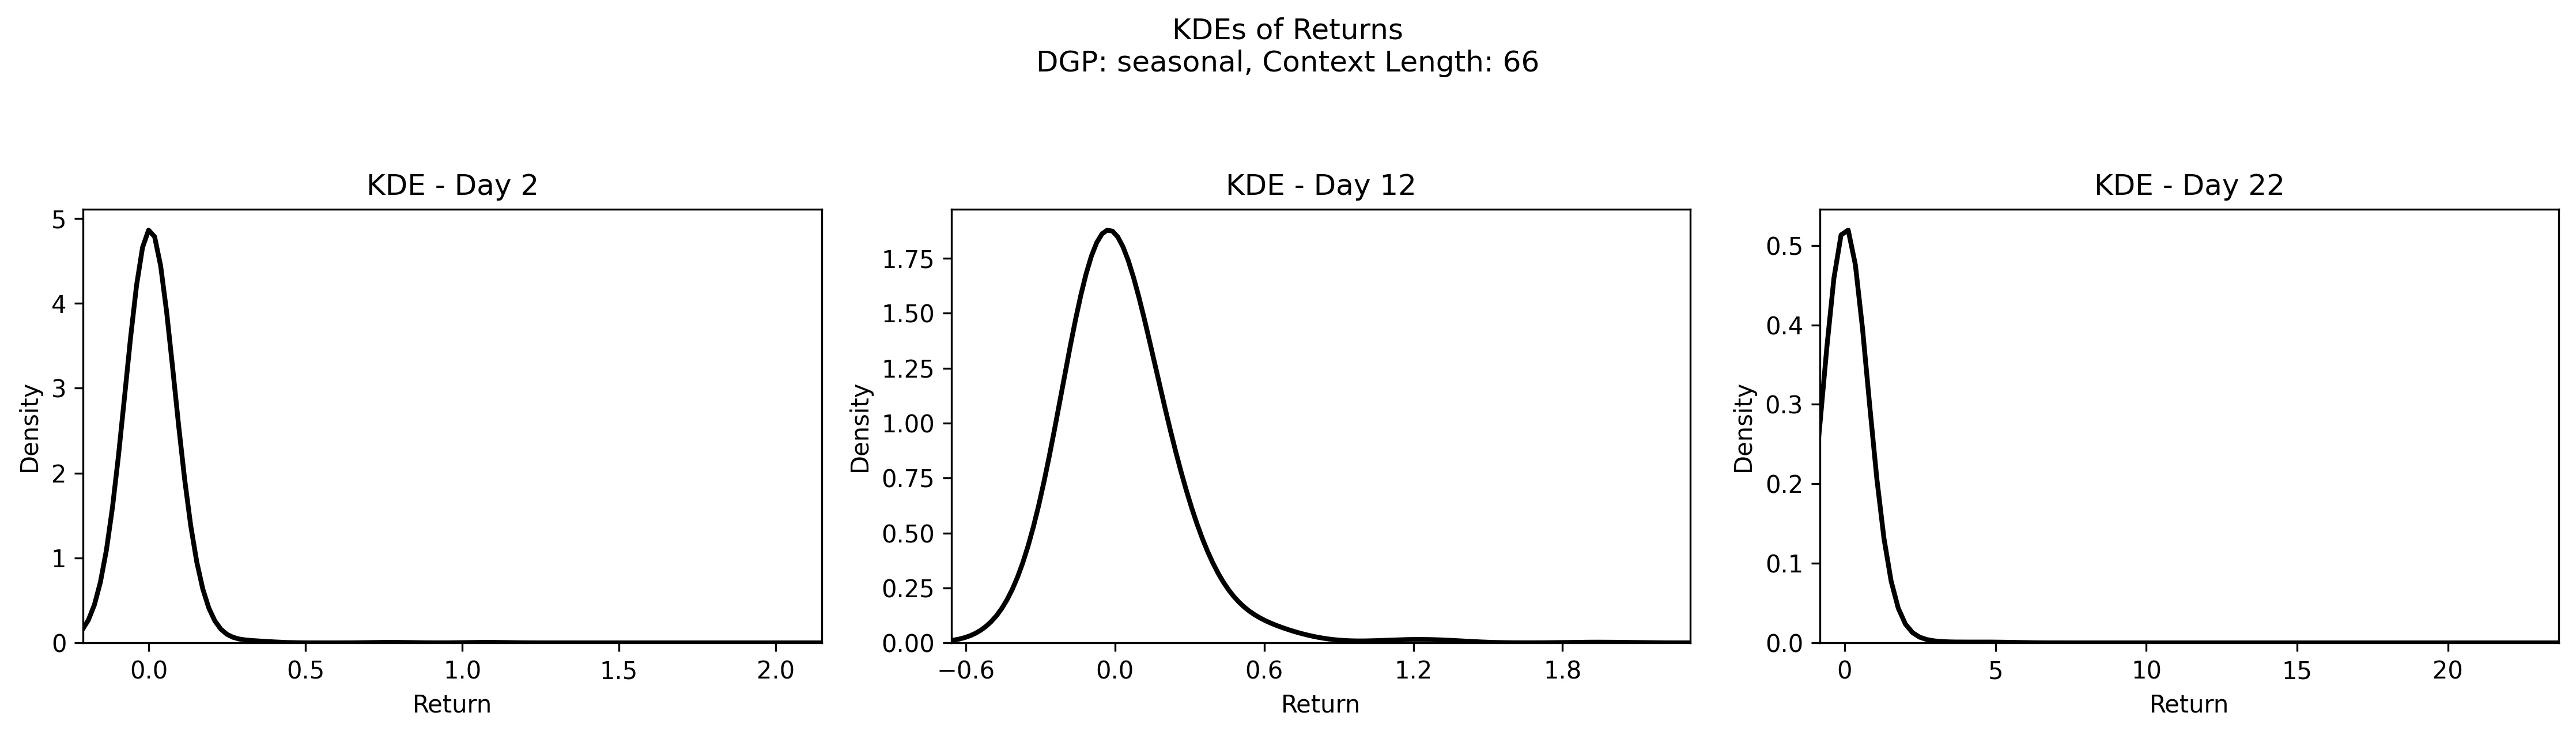 KDEs of Returns
DGP: seasonal, Context Length: 66
KDE - Day 2
5
4
3
2
1
0
Density
0.0 0.5 1.0 1.5 2.0
Return
KDE - Day 12
1.75
1.50
1.25
1.00
0.75
0.50
0.25
0.00
Density
−0.6 0.0 0.6 1.2 1.8
Return
KDE - Day 22
0.5
0.4
0.3
0.2
0.1
0.0
Density
0 5 10 15 20
Return